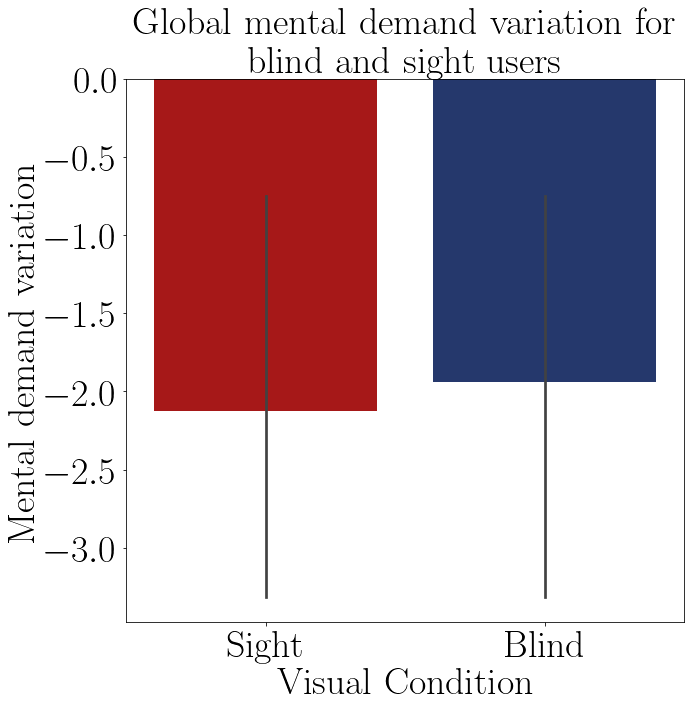 Global mental demand variation for
blind and sight users
Mental demand variation
0.0
−0.5
−1.0
−1.5
−2.0
−2.5
−3.0
Sight
Blind
Visual Condition